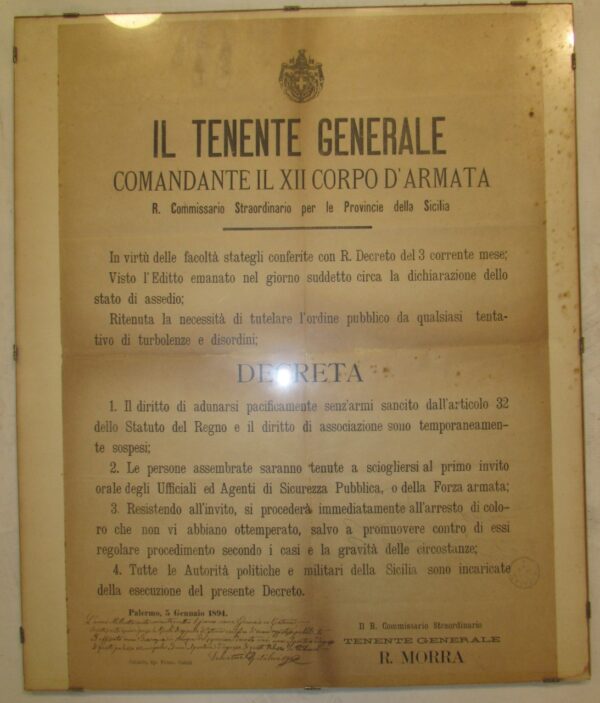 IL TENENTE GENERALE
COMANDANTE IL XII CORPO D'ARMATA
R. Commissario Straordinario per le Provincie della Sicilia
In virtù delle facoltà stategli conferite con R. Decreto del 3 corrente mese;
Visto l'Editto emanato nel giorno suddetto circa la dichiarazione dello
stato di assedio;
Ritenuta la necessità di tutelare l'ordine pubblico da qualsiasi tenta-
tivo di turbolenze e disordini;
DECRETA
1. Il diritto di adunarsi pacificamente senz'armi sancito dall'articolo 32
dello Statuto del Regno e il diritto di associazione sono temporaneamen-
te sospesi;
2. Le persone assembrate saranno tenute a sciogliersi al primo invito
orale degli Ufficiali ed Agenti di Sicurezza Pubblica, o della Forza armata;
3. Resistendo all'invito, si procederà immediatamente all'arresto di colo-
ro che non vi abbiano ottemperato, salvo a promuovere contro di essi
regolare procedimento secondo i casi e la gravità delle circostanze;
4. Tutte le Autorità politiche e militari della Sicilia sono incaricate
della esecuzione del presente Decreto.
Palermo, 5 Gennaio 1894.
Il R. Commissario Straordinario
TENENTE GENERALE
R. MORRA